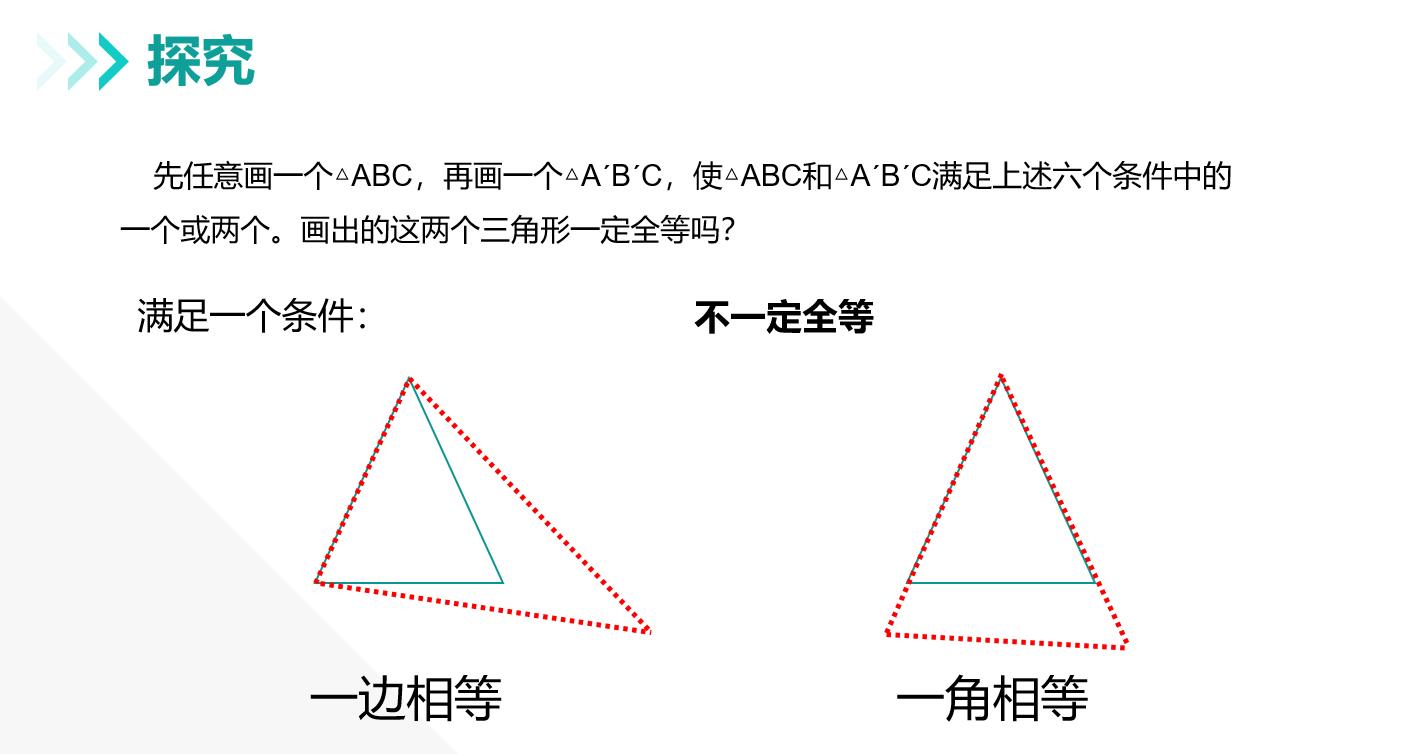 探究
先任意画一个△ABC，再画一个△A′B′C，使△ABC和△A′B′C满足上述六个条件中的
一个或两个。画出的这两个三角形一定全等吗？
满足一个条件：
不一定全等
一边相等
一角相等